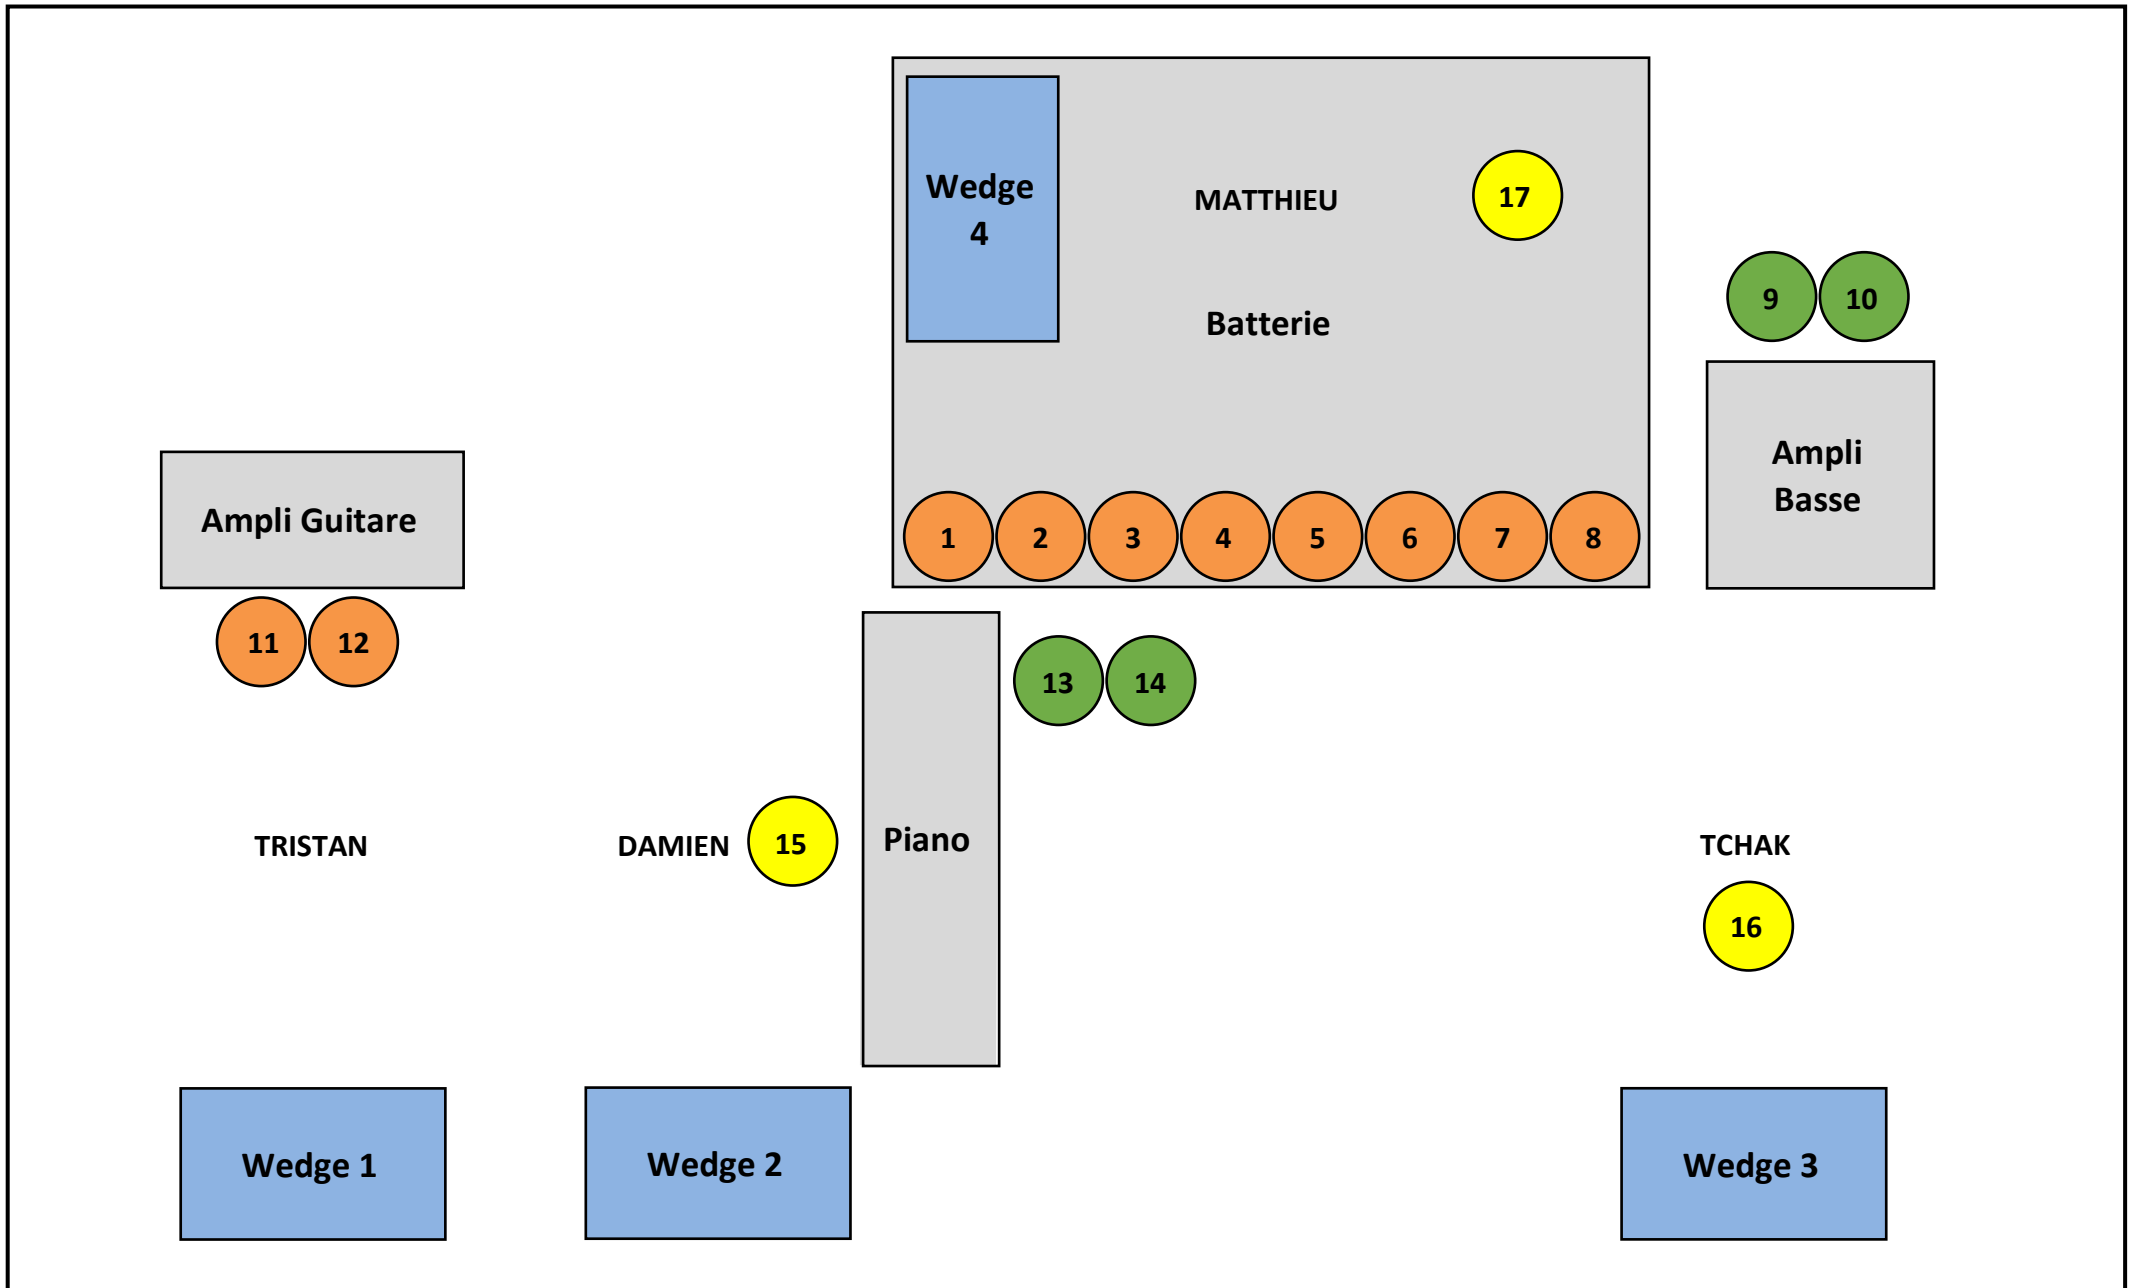 Wedge
4
MATTHIEU
17
Batterie
9
10
Ampli
Basse
Ampli Guitare
1
2
3
4
5
6
7
8
11
12
13
14
TRISTAN
DAMIEN
15
Piano
TCHAK
16
Wedge 1
Wedge 2
Wedge 3